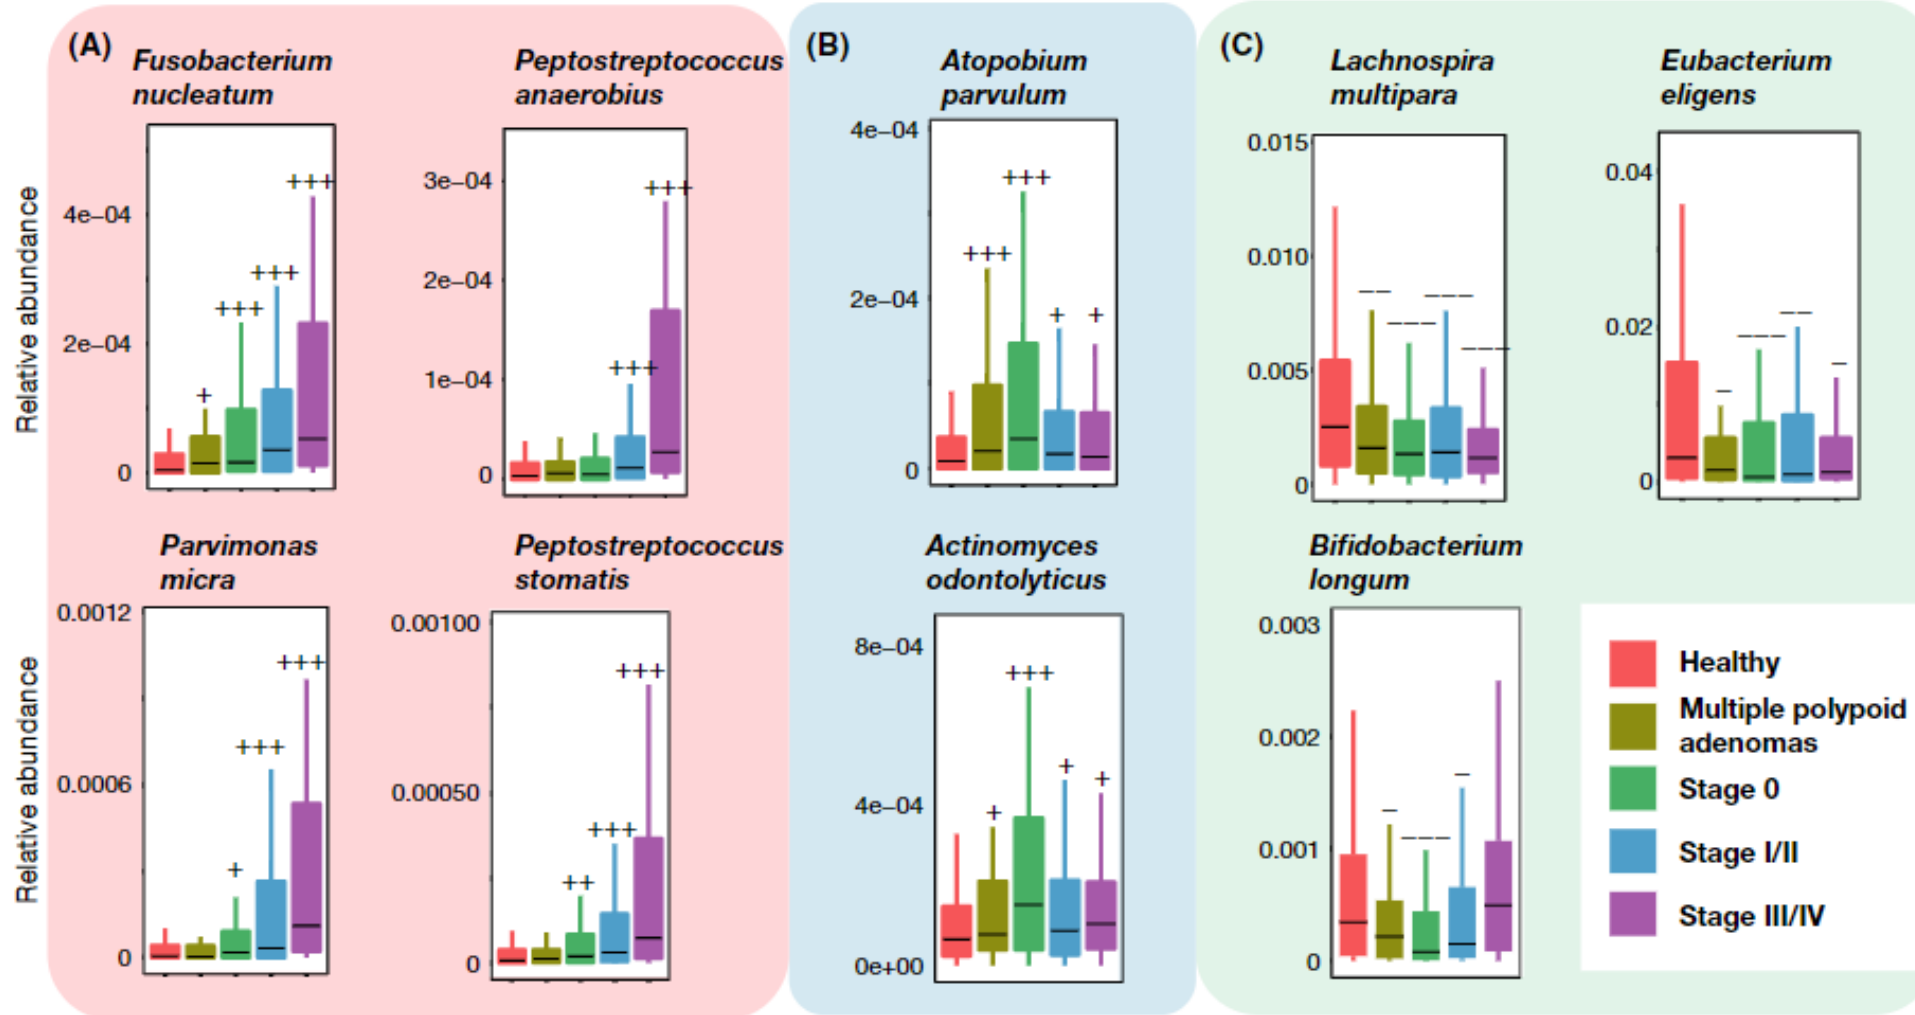 (A)
Fusobacterium
nucleatum
Peptostreptococcus
anaerobius
Relative abundance
4e–04
2e–04
0
+
+++
+++
+++
3e–04
2e–04
1e–04
0
+++
+++
Parvimonas
micra
Peptostreptococcus
stomatis
Relative abundance
0.0012
0.0006
0
+
+++
+++
0.00100
0.00050
0
++
+++
+++
(B)
Atopobium
parvulum
4e–04
2e–04
0
+++
+++
+
+
Actinomyces
odontolyticus
8e–04
4e–04
0e+00
+
+++
+
+
(C)
Lachnospira
multipara
Eubacterium
eligens
0.015
0.010
0.005
0
––
–––
–––
–––
0.04
0.02
0
–
–––
––
–
Bifidobacterium
longum
0.003
0.002
0.001
0
–
–––
–
Healthy
Multiple polypoid
adenomas
Stage 0
Stage I/II
Stage III/IV